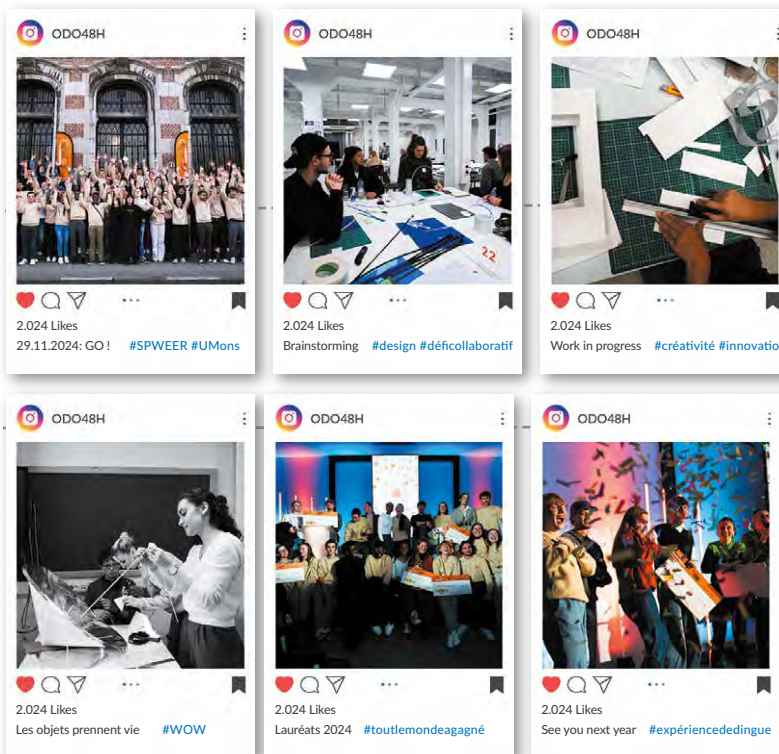 ODO48H
2.024 Likes
29.11.2024: GO ! #SPWEER #UMons
ODO48H
22
2.024 Likes
Brainstorming #design #déficollaboratif
ODO48H
2.024 Likes
Work in progress #créativité #innovatio
ODO48H
2.024 Likes
Les objets prennent vie #WOW
ODO48H
2.024 Likes
Lauréats 2024 #toutlemondeagagné
ODO48H
2.024 Likes
See you next year #expériencededingue